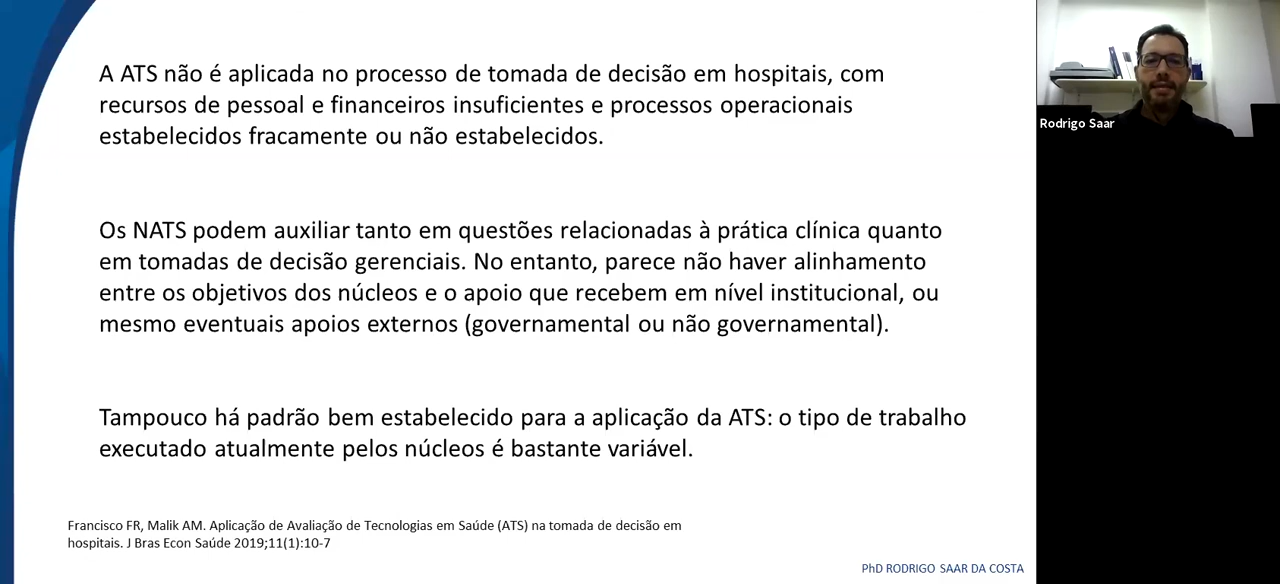 A ATS não é aplicada no processo de tomada de decisão em hospitais, com
recursos de pessoal e financeiros insuficientes e processos operacionais
estabelecidos fracamente ou não estabelecidos.
Os NATS podem auxiliar tanto em questões relacionadas à prática clínica quanto
em tomadas de decisão gerenciais. No entanto, parece não haver alinhamento
entre os objetivos dos núcleos e o apoio que recebem em nível institucional, ou
mesmo eventuais apoios externos (governamental ou não governamental).
Tampouco há padrão bem estabelecido para a aplicação da ATS: o tipo de trabalho
executado atualmente pelos núcleos é bastante variável.
Francisco FR, Malik AM. Aplicação de Avaliação de Tecnologias em Saúde (ATS) na tomada de decisão em
hospitais. J Bras Econ Saúde 2019;11(1):10-7
PhD RODRIGO SAAR DA COSTA
Rodrigo Saar